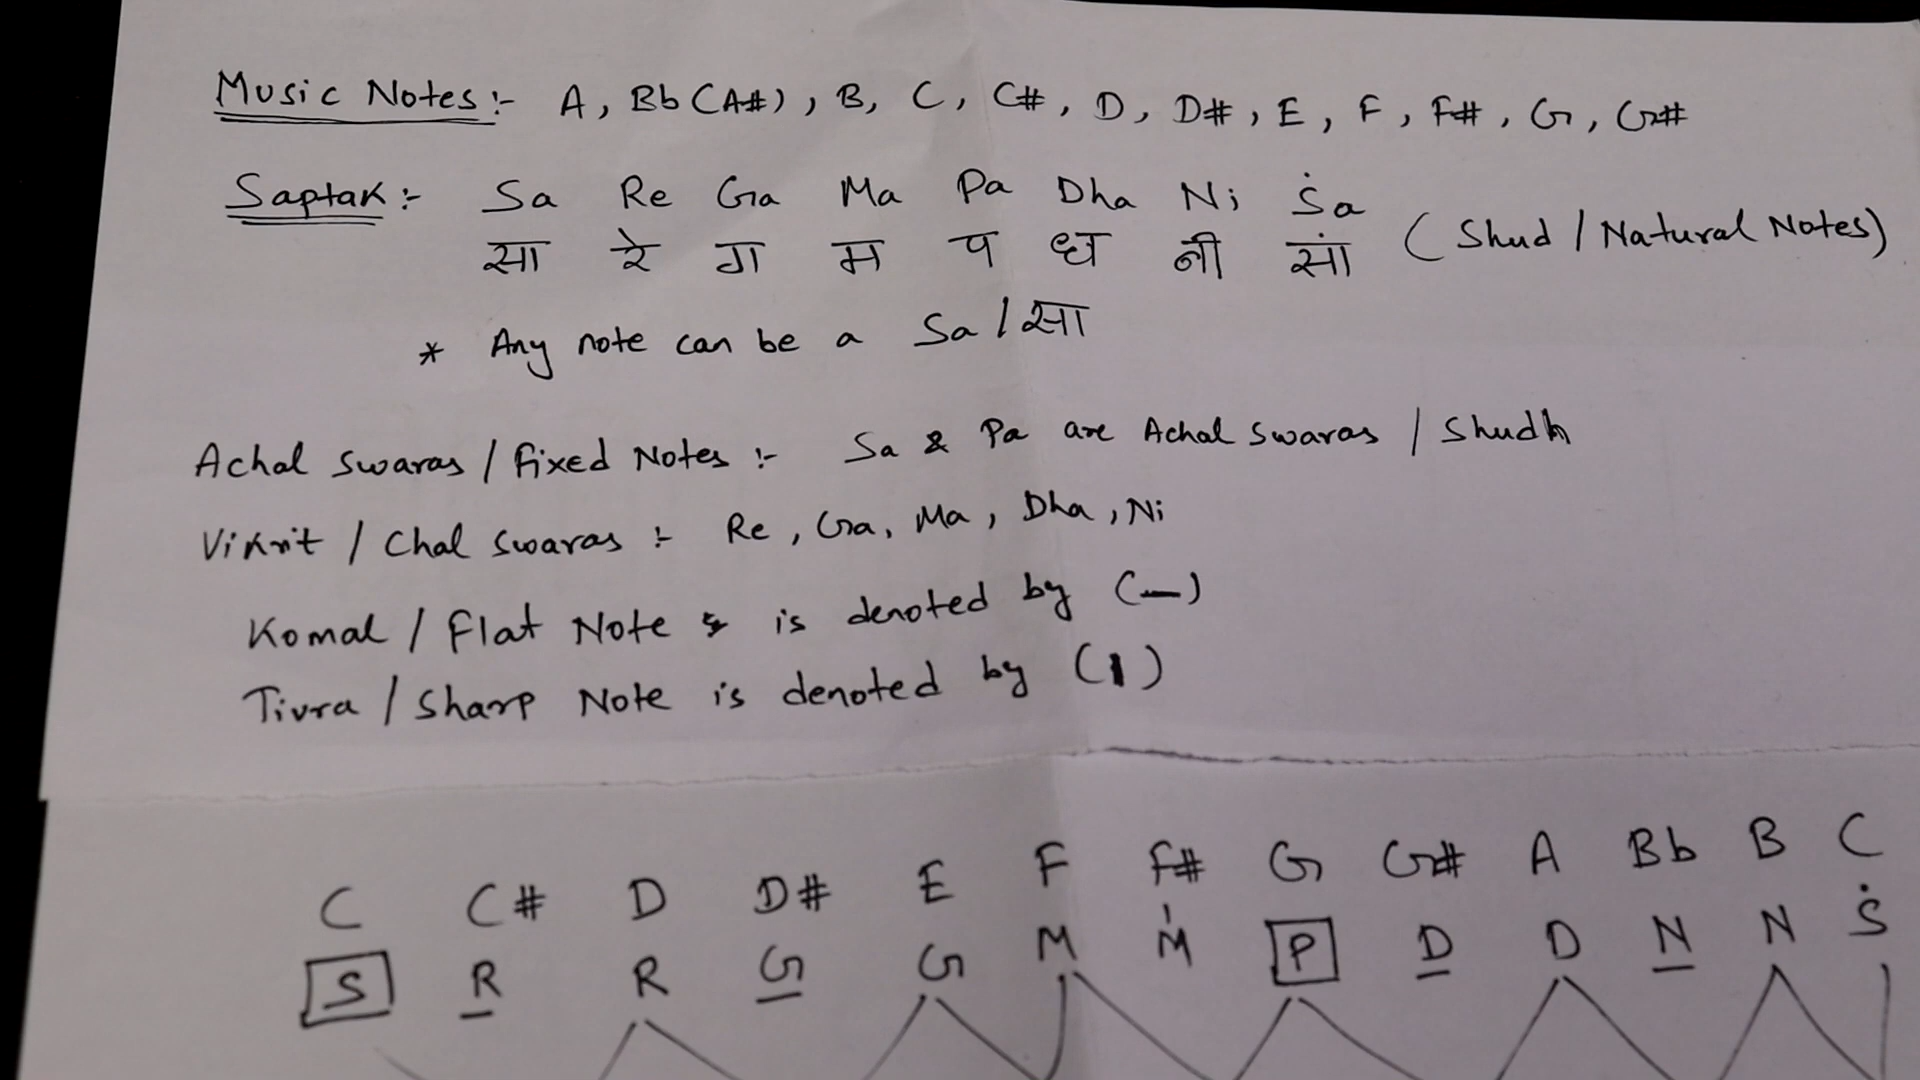 Music Notes:- A, Bb(A#), B, C, C#, D, D#, E, F, F#, G, G#
Saptak:- Sa Re Ga Ma Pa Dha Ni Ṡa
सा रे ग म प ध नी सां (Shud / Natural Notes)
* Any note can be a Sa / सा
Achal Swaras / Fixed Notes :- Sa & Pa are Achal Swaras / Shudh
Vikrit / Chal Swaras :- Re, Ga, Ma, Dha, Ni
Komal / Flat Note is denoted by (—)
Tivra / Sharp Note is denoted by (|)
C C# D D# E F F# G G# A Bb B C
S R̲ R G̲ G M M̍ P D̲ D N̲ N Ṡ